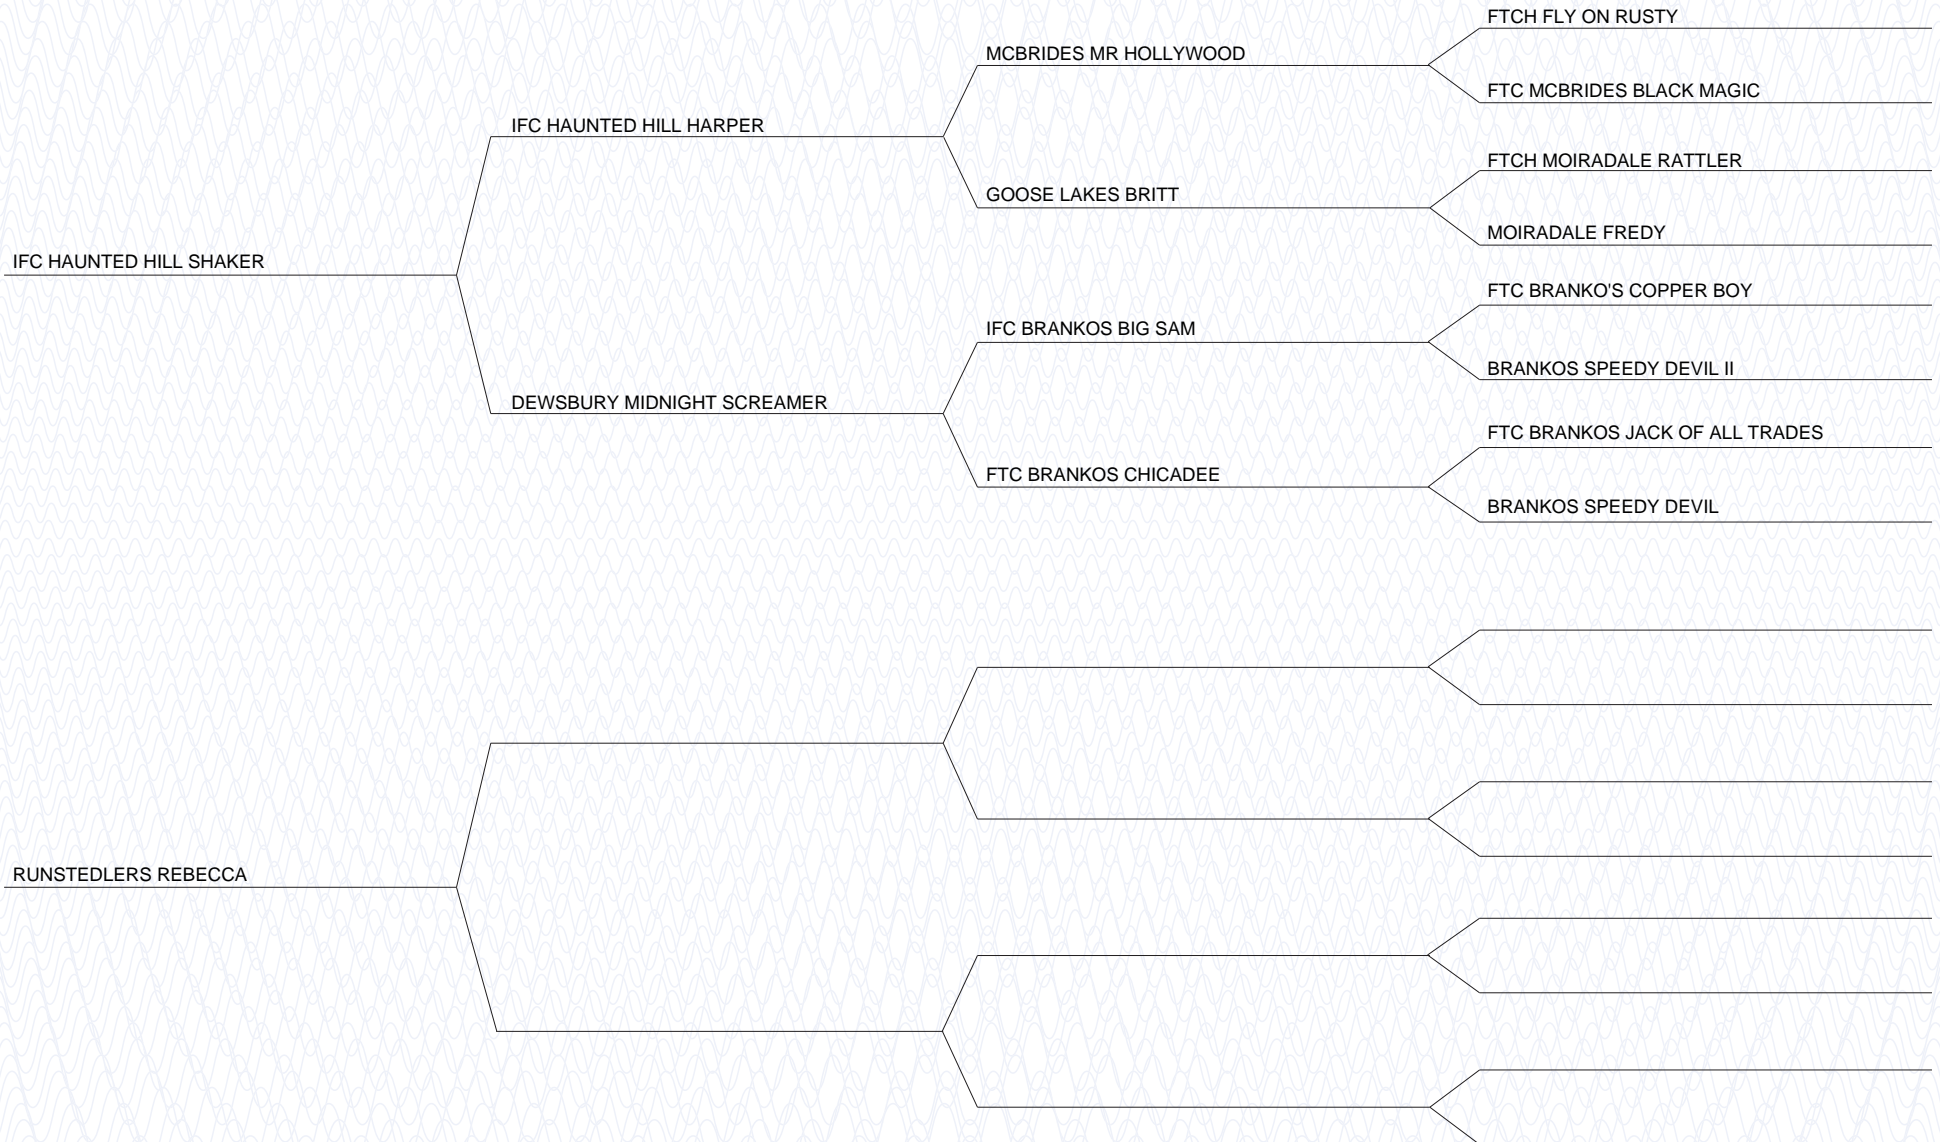 FTCH FLY ON RUSTY
MCBRIDES MR HOLLYWOOD
FTC MCBRIDES BLACK MAGIC
IFC HAUNTED HILL HARPER
FTCH MOIRADALE RATTLER
GOOSE LAKES BRITT
MOIRADALE FREDY
IFC HAUNTED HILL SHAKER
FTC BRANKO'S COPPER BOY
IFC BRANKOS BIG SAM
BRANKOS SPEEDY DEVIL II
DEWSBURY MIDNIGHT SCREAMER
FTC BRANKOS JACK OF ALL TRADES
FTC BRANKOS CHICADEE
BRANKOS SPEEDY DEVIL
RUNSTEDLERS REBECCA